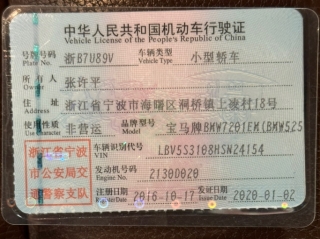 中华人民共和国机动车行驶证
Vehicle License of the People's Republic of China
号牌号码 Plate No. 浙B7U89V 车辆类型 Vehicle Type 小型轿车
所有人 Owner 张许平
住址 Address 浙江省宁波市海曙区洞桥镇上凌村18号
使用性质 Use Character 非营运 品牌型号 Model 宝马牌BMW7201EM(BMW525
浙江省宁波市公安局交通警察支队
车辆识别代号 VIN LBV5S3108HSN24154
发动机号码 Engine No. 2130D020
注册日期 Register Date 2016-10-17 发证日期 Issue Date 2020-01-02